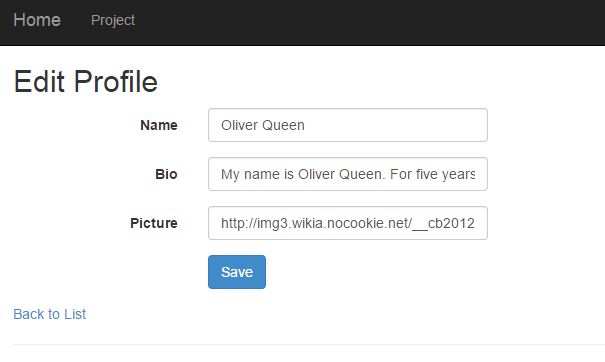 Home Project
Edit Profile
Name Oliver Queen
Bio My name is Oliver Queen. For five years
Picture http://img3.wikia.nocookie.net/__cb2012
Save
Back to List